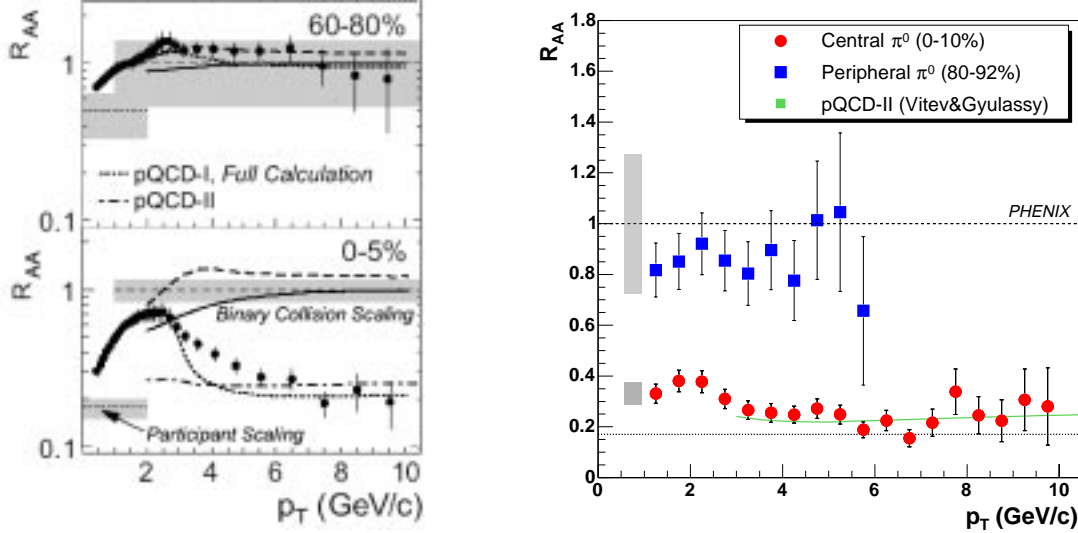 60-80%
R_AA
1
pQCD-I, Full Calculation
pQCD-II
0.1
0-5%
R_AA
1
Binary Collision Scaling
Participant Scaling
0.1
2 4 6 8 10
p_T (GeV/c)
R_AA
1.8
1.6
1.4
1.2
1
0.8
0.6
0.4
0.2
0
Central π⁰ (0-10%)
Peripheral π⁰ (80-92%)
pQCD-II (Vitev&Gyulassy)
PHENIX
0 2 4 6 8 10
p_T (GeV/c)